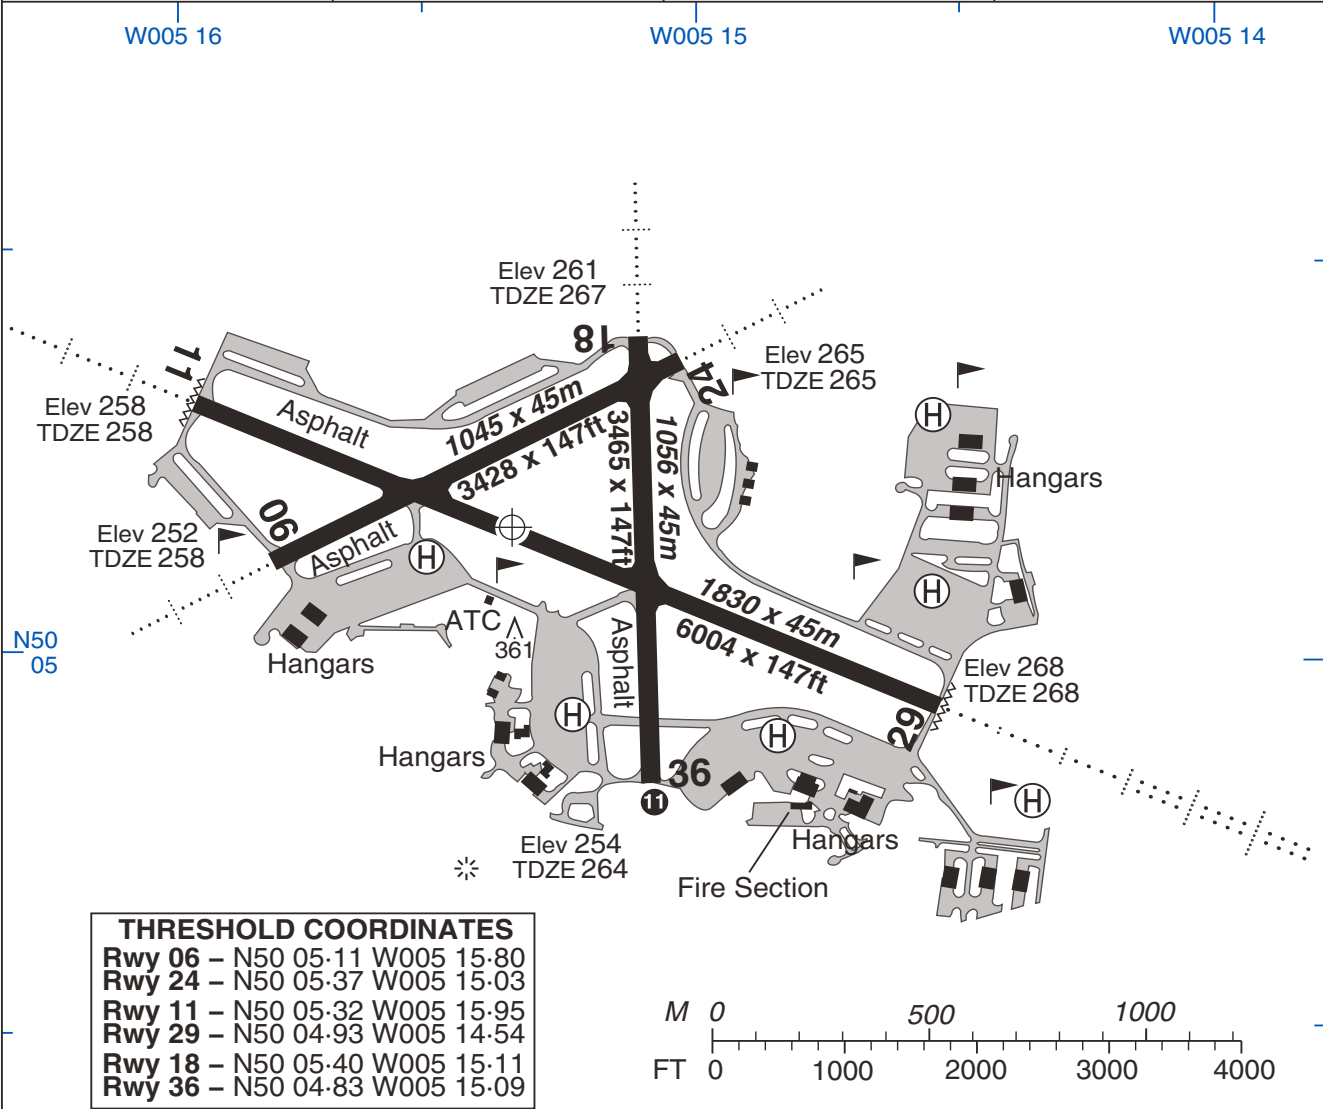 W005 16
W005 15
W005 14
Elev 261
TDZE 267
18
11
24
Elev 265
TDZE 265
Elev 258
TDZE 258
Asphalt
1045 x 45m
3428 x 147ft
3465 x 147ft
1056 x 45m
H
Hangars
06
Elev 252
TDZE 258
Asphalt
H
H
1830 x 45m
6004 x 147ft
ATC
361
Asphalt
N50
05
Hangars
Elev 268
TDZE 268
H
H
29
Hangars
36
11
H
Elev 254
TDZE 264
Hangars
Fire Section
THRESHOLD COORDINATES
Rwy 06 – N50 05·11 W005 15·80
Rwy 24 – N50 05·37 W005 15·03
Rwy 11 – N50 05·32 W005 15·95
Rwy 29 – N50 04·93 W005 14·54
Rwy 18 – N50 05·40 W005 15·11
Rwy 36 – N50 04·83 W005 15·09
M 0 500 1000
FT 0 1000 2000 3000 4000